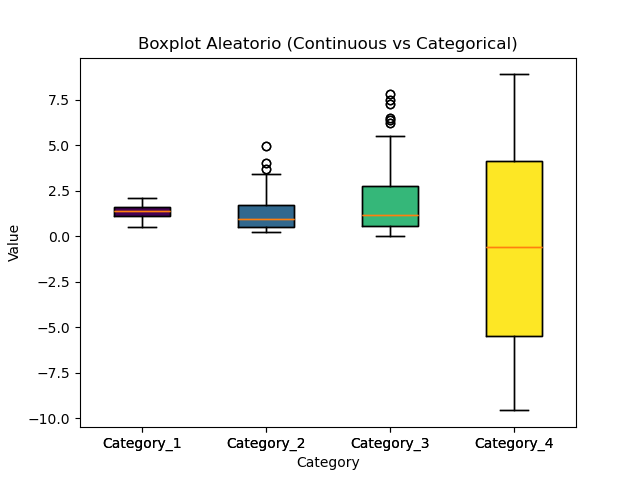 Boxplot Aleatorio (Continuous vs Categorical)
7.5
5.0
2.5
0.0
−2.5
−5.0
−7.5
−10.0
Value
Category_1 Category_2 Category_3 Category_4
Category